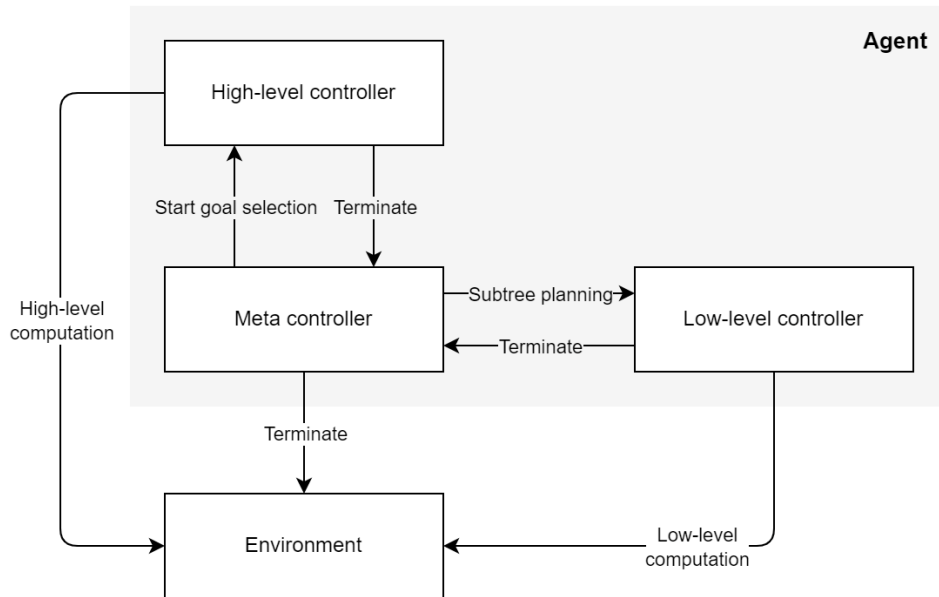 Agent
High-level controller
Start goal selection
Terminate
High-level
computation
Meta controller
Subtree planning
Terminate
Low-level controller
Terminate
Environment
Low-level
computation